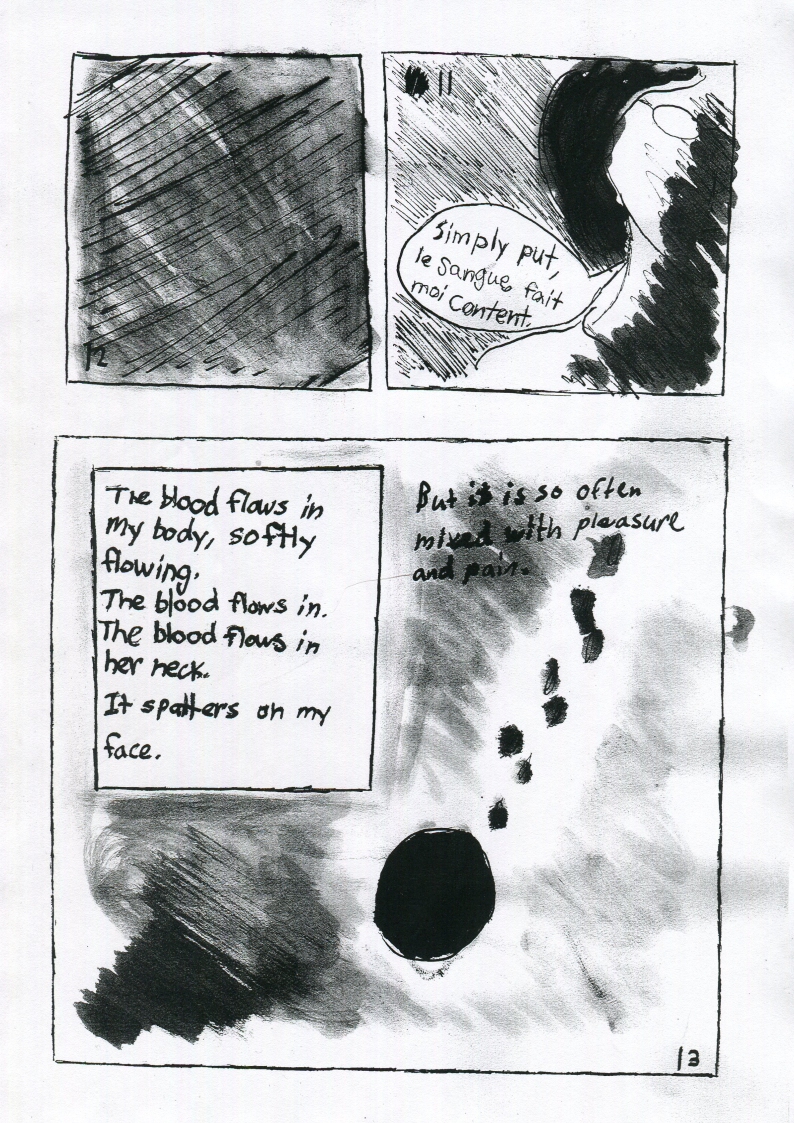 12
11
Simply put,
le sangue fait
moi content.
The blood flows in
my body, softly
flowing.
The blood flows in.
The blood flows in
her neck.
It spatters on my
face.
But it is so often
mixed with pleasure
and pain.
13